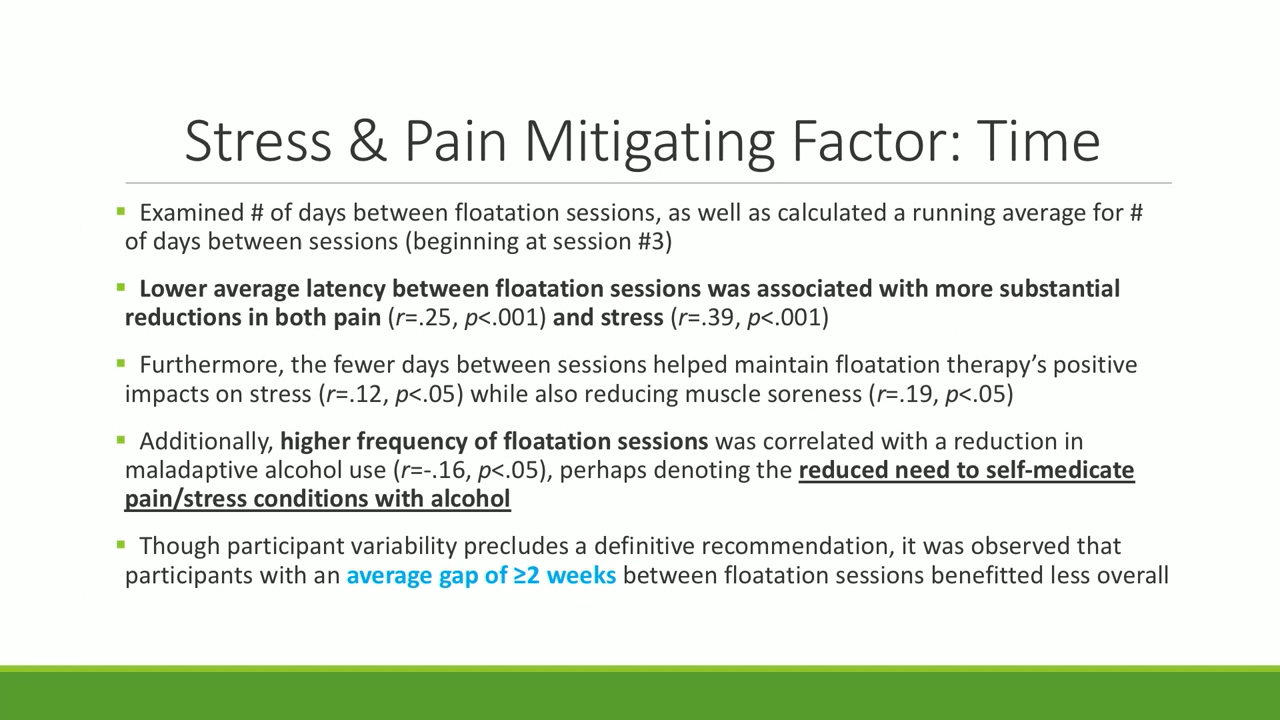 Stress & Pain Mitigating Factor: Time
▪ Examined # of days between floatation sessions, as well as calculated a running average for #
of days between sessions (beginning at session #3)
▪ Lower average latency between floatation sessions was associated with more substantial
reductions in both pain (r=.25, p<.001) and stress (r=.39, p<.001)
▪ Furthermore, the fewer days between sessions helped maintain floatation therapy’s positive
impacts on stress (r=.12, p<.05) while also reducing muscle soreness (r=.19, p<.05)
▪ Additionally, higher frequency of floatation sessions was correlated with a reduction in
maladaptive alcohol use (r=-.16, p<.05), perhaps denoting the reduced need to self-medicate
pain/stress conditions with alcohol
▪ Though participant variability precludes a definitive recommendation, it was observed that
participants with an average gap of ≥2 weeks between floatation sessions benefitted less overall